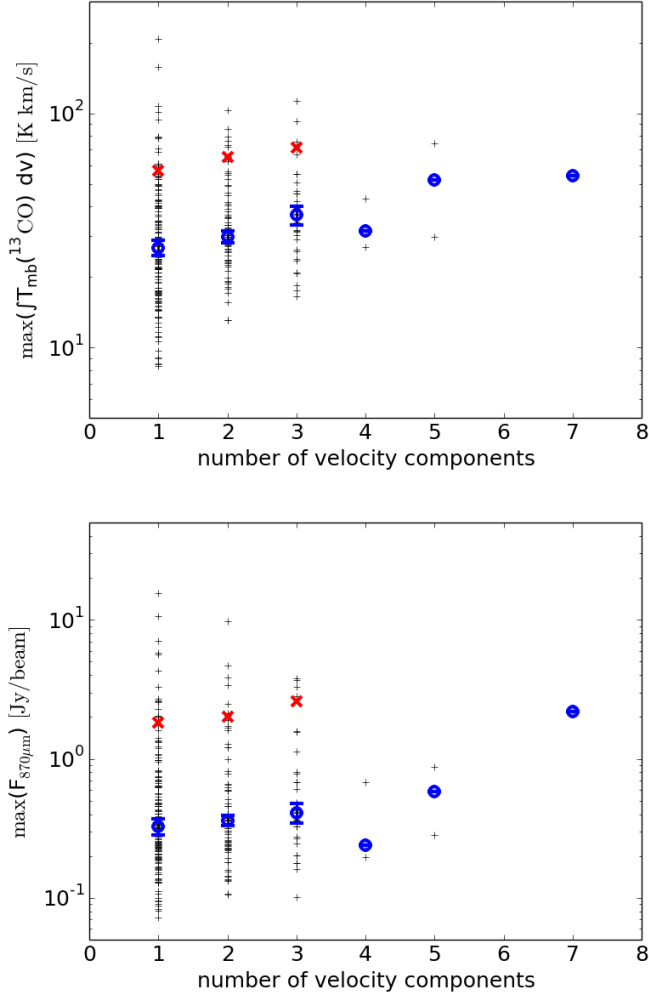 max(∫T_mb(¹³CO) dv) [K km/s]
10²
10¹
0 1 2 3 4 5 6 7 8
number of velocity components
max(F_870μm) [Jy/beam]
10¹
10⁰
10⁻¹
0 1 2 3 4 5 6 7 8
number of velocity components